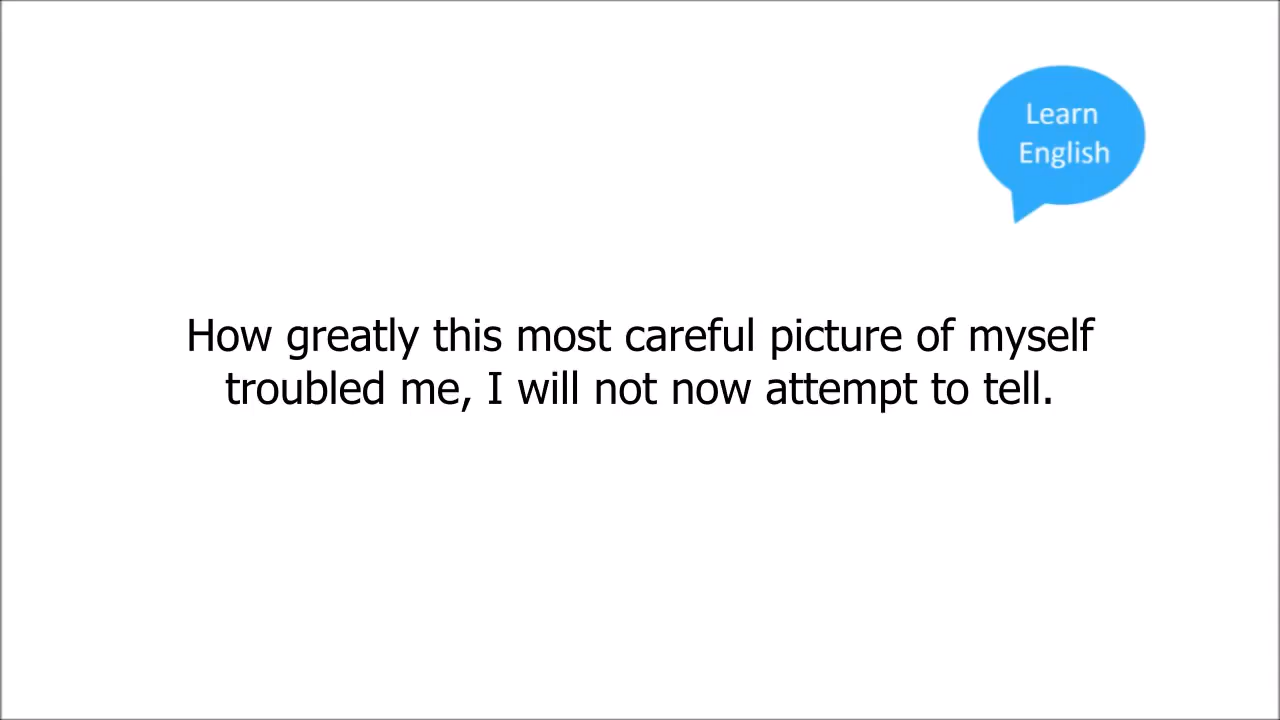 Learn
English
How greatly this most careful picture of myself
troubled me, I will not now attempt to tell.